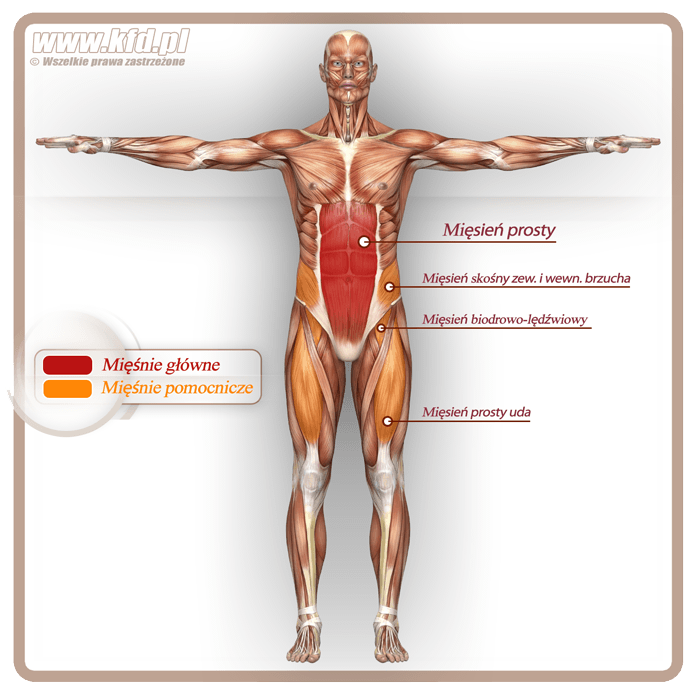 www.kfd.pl
© Wszelkie prawa zastrzeżone
Mięsień prosty
Mięsień skośny zew. i wewn. brzucha
Mięsień biodrowo-lędźwiowy
Mięśnie główne
Mięśnie pomocnicze
Mięsień prosty uda